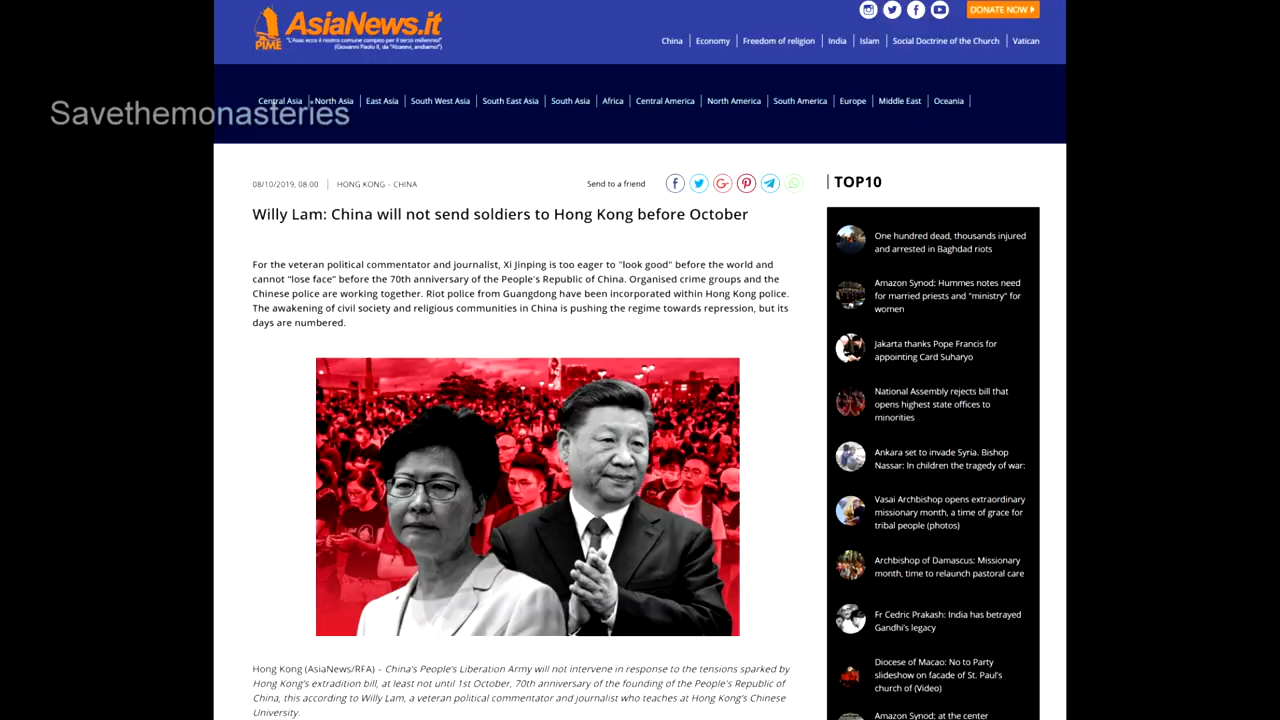 AsiaNews.it
PIME
"L'Asia: ecco il nostro comune compito per il terzo millennio!"
(Giovanni Paolo II, da "Alzatevi, andiamo!")
DONATE NOW
China | Economy | Freedom of religion | India | Islam | Social Doctrine of the Church | Vatican
Central Asia | North Asia | East Asia | South West Asia | South East Asia | South Asia | Africa | Central America | North America | South America | Europe | Middle East | Oceania |
Savethemonasteries
08/10/2019, 08.00 | HONG KONG - CHINA
Send to a friend
Willy Lam: China will not send soldiers to Hong Kong before October
For the veteran political commentator and journalist, Xi Jinping is too eager to "look good" before the world and
cannot "lose face" before the 70th anniversary of the People's Republic of China. Organised crime groups and the
Chinese police are working together. Riot police from Guangdong have been incorporated within Hong Kong police.
The awakening of civil society and religious communities in China is pushing the regime towards repression, but its
days are numbered.
Hong Kong (AsiaNews/RFA) – China's People's Liberation Army will not intervene in response to the tensions sparked by
Hong Kong's extradition bill, at least not until 1st October, 70th anniversary of the founding of the People's Republic of
China, this according to Willy Lam, a veteran political commentator and journalist who teaches at Hong Kong's Chinese
University.
| TOP10
One hundred dead, thousands injured
and arrested in Baghdad riots
Amazon Synod: Hummes notes need
for married priests and "ministry" for
women
Jakarta thanks Pope Francis for
appointing Card Suharyo
National Assembly rejects bill that
opens highest state offices to
minorities
Ankara set to invade Syria. Bishop
Nassar: In children the tragedy of war:
Vasai Archbishop opens extraordinary
missionary month, a time of grace for
tribal people (photos)
Archbishop of Damascus: Missionary
month, time to relaunch pastoral care
Fr Cedric Prakash: India has betrayed
Gandhi's legacy
Diocese of Macao: No to Party
slideshow on facade of St. Paul's
church of (Video)
Amazon Synod: at the center